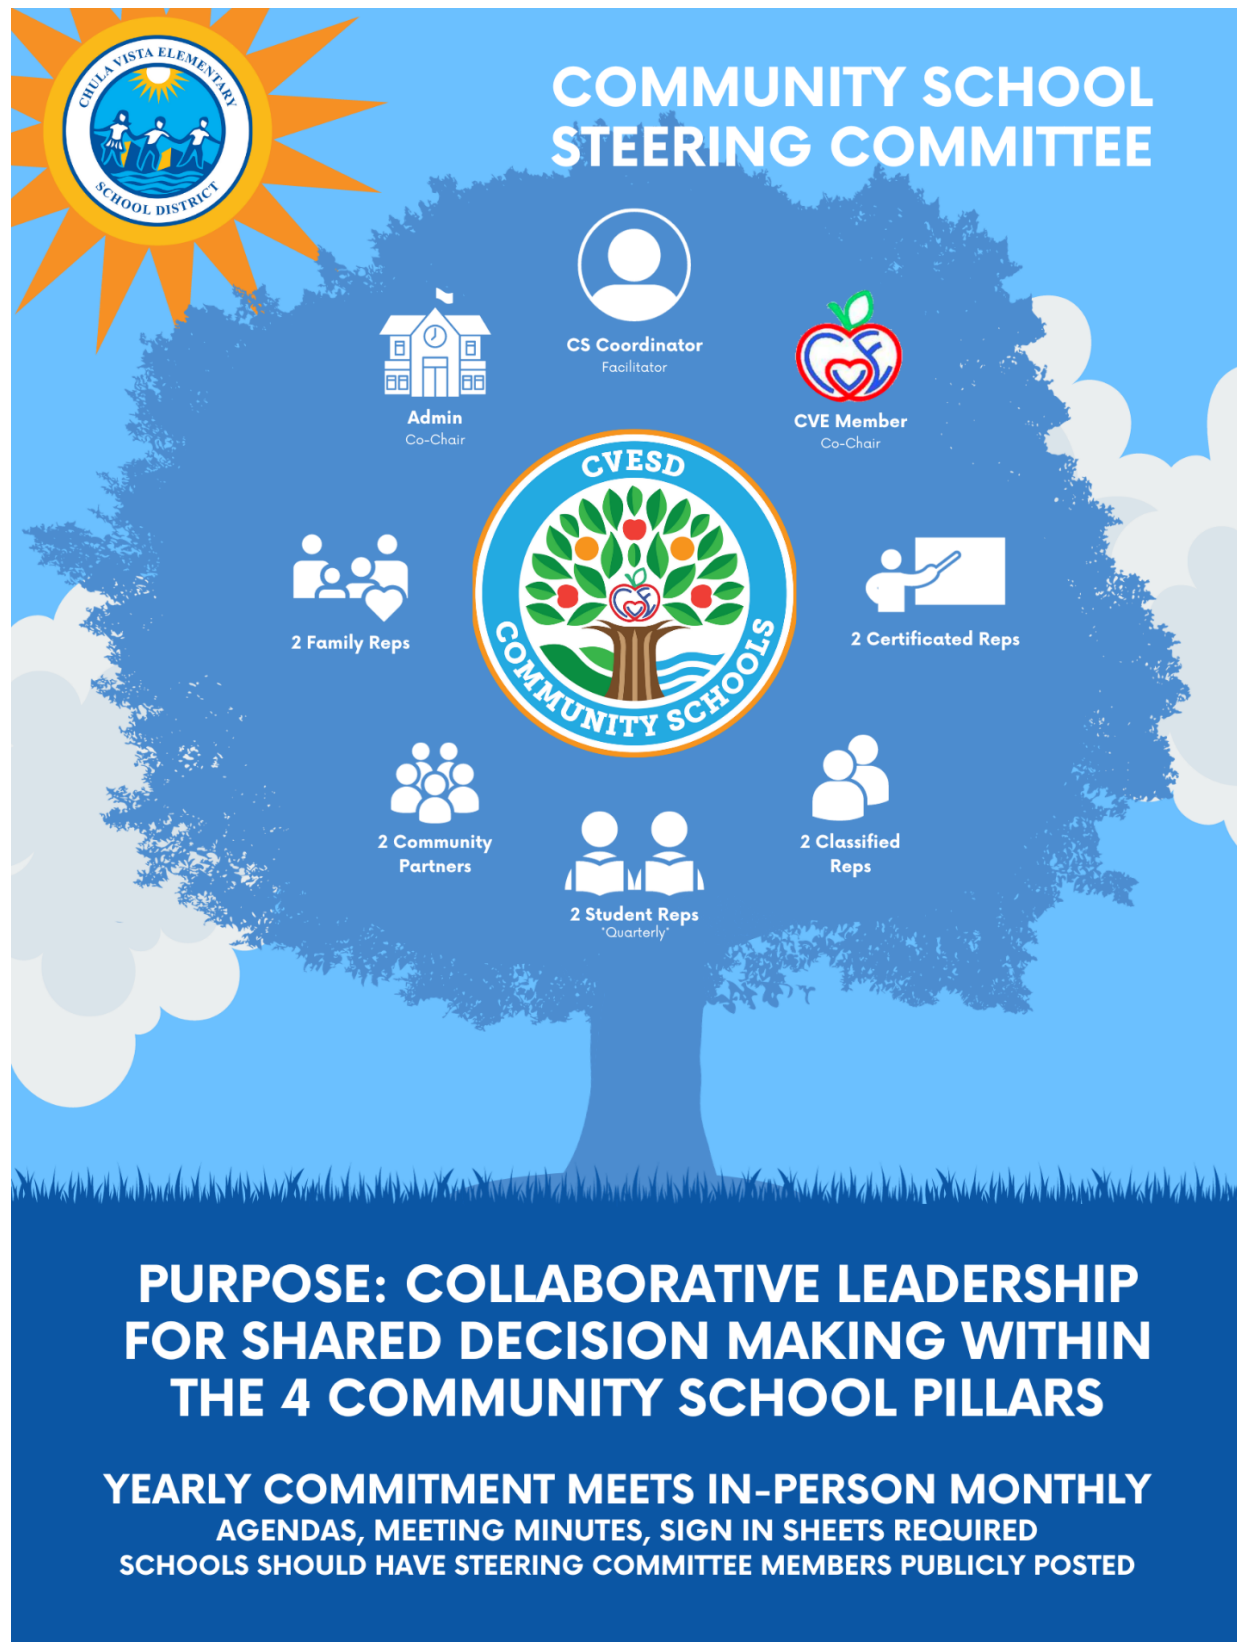 CHULA VISTA ELEMENTARY
SCHOOL DISTRICT
COMMUNITY SCHOOL
STEERING COMMITTEE
CS Coordinator
Facilitator
Admin
Co-Chair
CVE
CVE Member
Co-Chair
CVESD
CVE
COMMUNITY SCHOOLS
2 Family Reps
2 Certificated Reps
2 Community
Partners
2 Classified
Reps
2 Student Reps
*Quarterly*
PURPOSE: COLLABORATIVE LEADERSHIP
FOR SHARED DECISION MAKING WITHIN
THE 4 COMMUNITY SCHOOL PILLARS
YEARLY COMMITMENT MEETS IN-PERSON MONTHLY
AGENDAS, MEETING MINUTES, SIGN IN SHEETS REQUIRED
SCHOOLS SHOULD HAVE STEERING COMMITTEE MEMBERS PUBLICLY POSTED